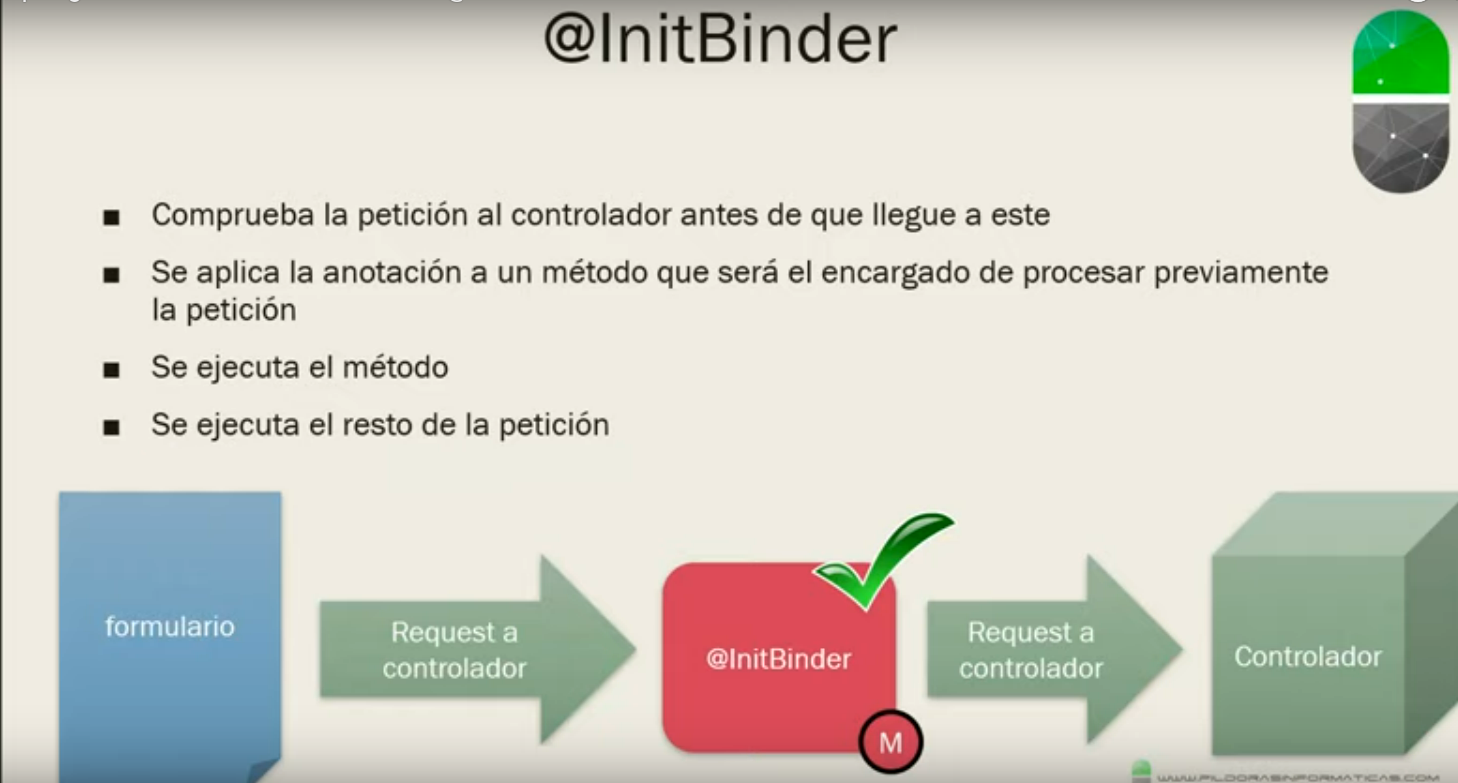 @InitBinder
Comprueba la petición al controlador antes de que llegue a este
Se aplica la anotación a un método que será el encargado de procesar previamente
la petición
Se ejecuta el método
Se ejecuta el resto de la petición
formulario
Request a
controlador
@InitBinder
M
Request a
controlador
Controlador
WWW.PILDORASINFORMATICAS.COM